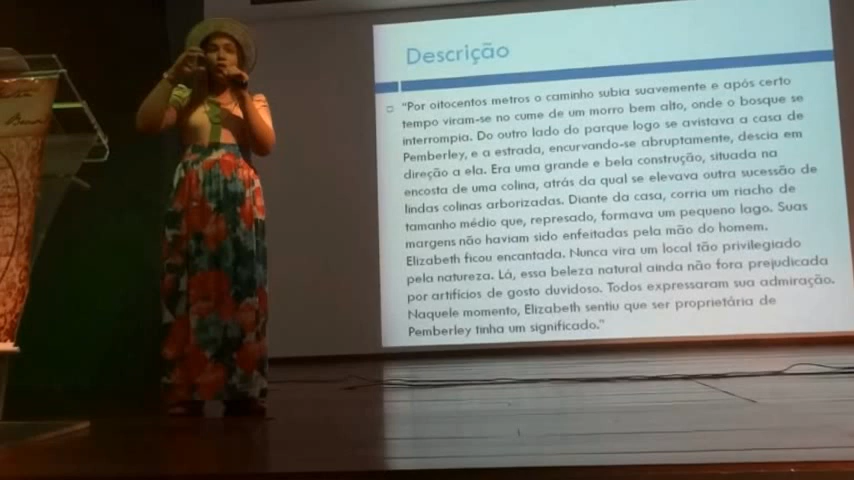 Descrição
"Por oitocentos metros o caminho subia suavemente e após certo
tempo viram-se no cume de um morro bem alto, onde o bosque se
interrompia. Do outro lado do parque logo se avistava a casa de
Pemberley, e a estrada, encurvando-se abruptamente, descia em
direção a ela. Era uma grande e bela construção, situada na
encosta de uma colina, atrás da qual se elevava outra sucessão de
lindas colinas arborizadas. Diante da casa, corria um riacho de
tamanho médio que, represado, formava um pequeno lago. Suas
margens não haviam sido enfeitadas pela mão do homem.
Elizabeth ficou encantada. Nunca vira um local tão privilegiado
pela natureza. Lá, essa beleza natural ainda não fora prejudicada
por artifícios de gosto duvidoso. Todos expressaram sua admiração.
Naquele momento, Elizabeth sentiu que ser proprietária de
Pemberley tinha um significado."